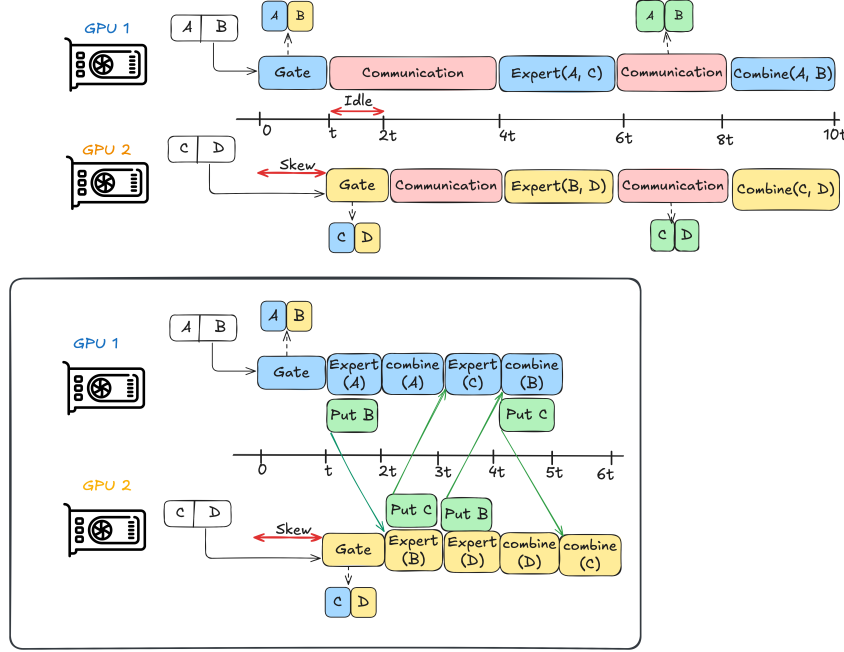 A B
GPU 1
A B
Gate
Communication
Expert(A, C)
Communication
Combine(A, B)
A B
Idle
0 t 2t 4t 6t 8t 10t
GPU 2
C D
Skew
Gate
Communication
Expert(B, D)
Communication
Combine(C, D)
C D
C D
A B
GPU 1
A B
Gate
Expert
(A)
combine
(A)
Expert
(C)
combine
(B)
Put B
Put C
0 t 2t 3t 4t 5t 6t
GPU 2
C D
Skew
Put C
Put B
Gate
Expert
(B)
Expert
(D)
combine
(D)
combine
(C)
C D